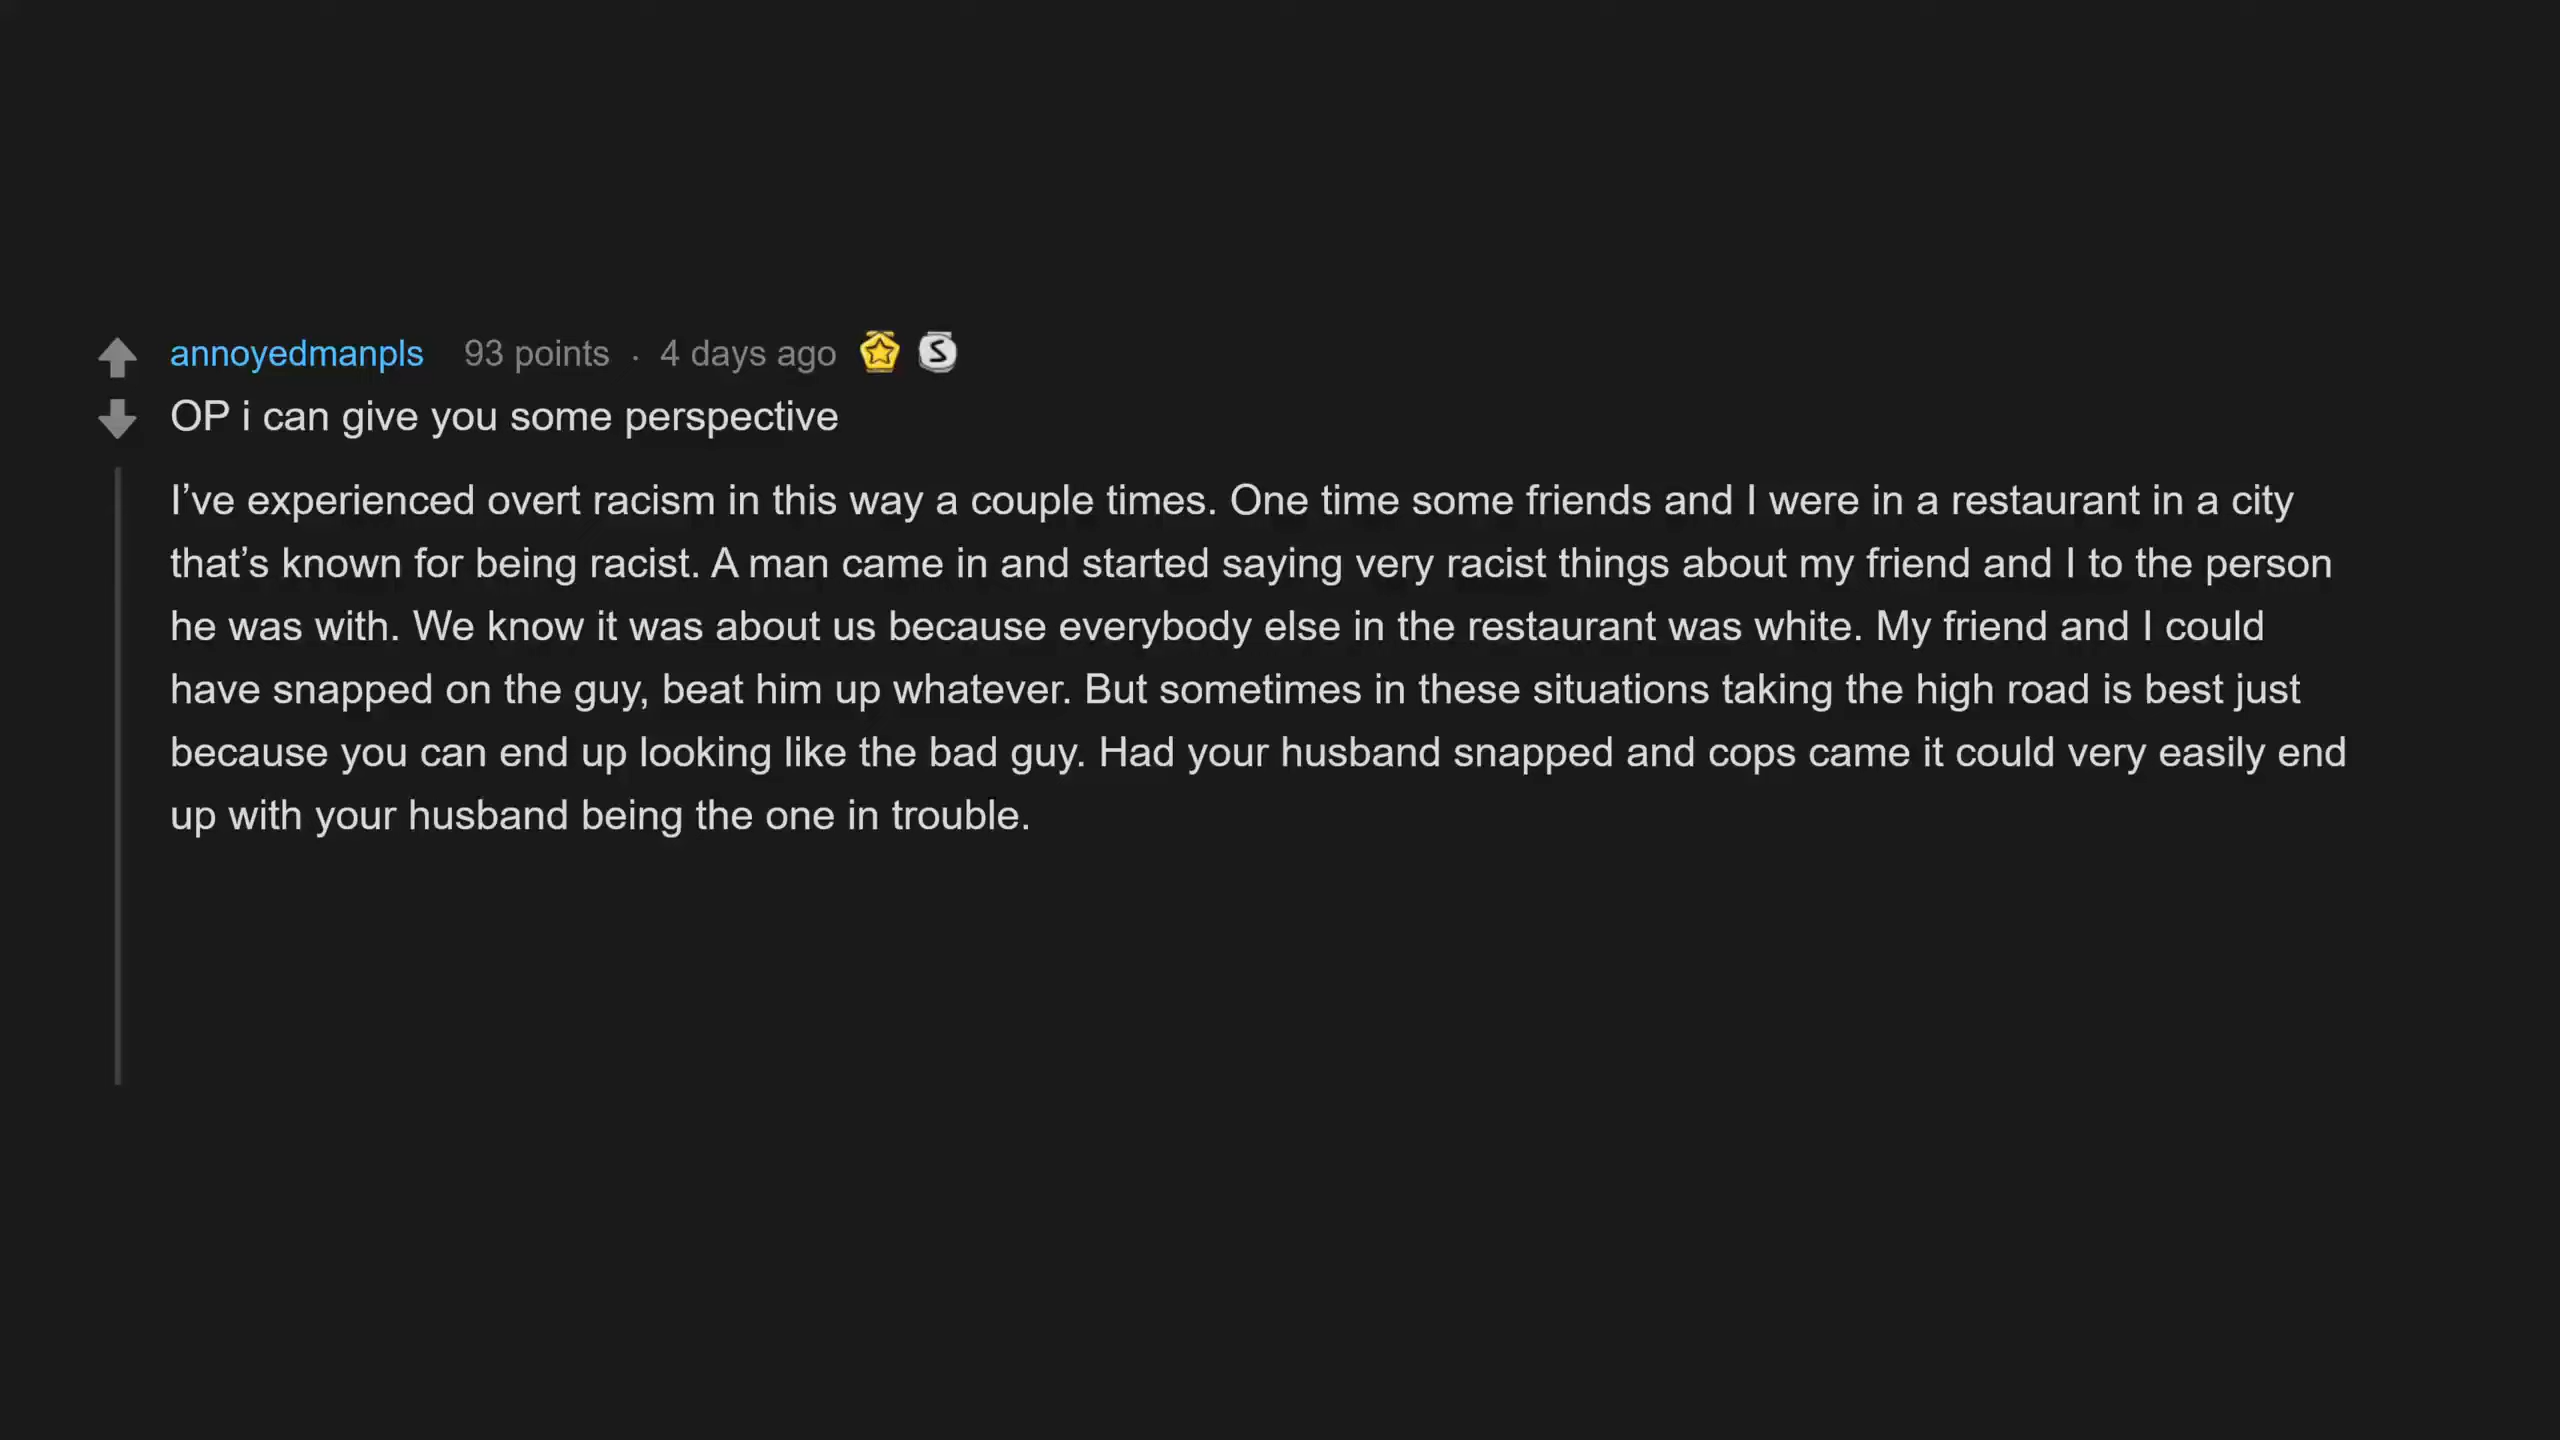 annoyedmanpls 93 points · 4 days ago S
OP i can give you some perspective
I’ve experienced overt racism in this way a couple times. One time some friends and I were in a restaurant in a city
that’s known for being racist. A man came in and started saying very racist things about my friend and I to the person
he was with. We know it was about us because everybody else in the restaurant was white. My friend and I could
have snapped on the guy, beat him up whatever. But sometimes in these situations taking the high road is best just
because you can end up looking like the bad guy. Had your husband snapped and cops came it could very easily end
up with your husband being the one in trouble.